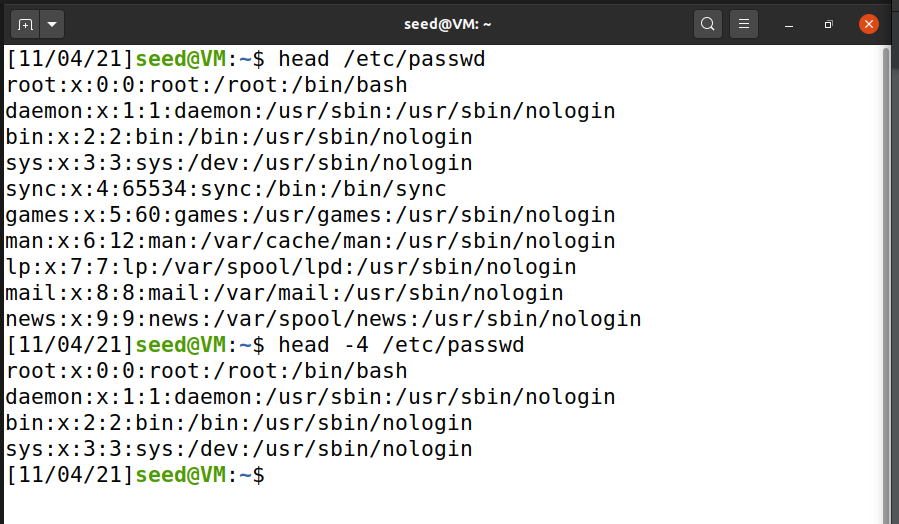 seed@VM: ~
[11/04/21]seed@VM:~$ head /etc/passwd
root:x:0:0:root:/root:/bin/bash
daemon:x:1:1:daemon:/usr/sbin:/usr/sbin/nologin
bin:x:2:2:bin:/bin:/usr/sbin/nologin
sys:x:3:3:sys:/dev:/usr/sbin/nologin
sync:x:4:65534:sync:/bin:/bin/sync
games:x:5:60:games:/usr/games:/usr/sbin/nologin
man:x:6:12:man:/var/cache/man:/usr/sbin/nologin
lp:x:7:7:lp:/var/spool/lpd:/usr/sbin/nologin
mail:x:8:8:mail:/var/mail:/usr/sbin/nologin
news:x:9:9:news:/var/spool/news:/usr/sbin/nologin
[11/04/21]seed@VM:~$ head -4 /etc/passwd
root:x:0:0:root:/root:/bin/bash
daemon:x:1:1:daemon:/usr/sbin:/usr/sbin/nologin
bin:x:2:2:bin:/bin:/usr/sbin/nologin
sys:x:3:3:sys:/dev:/usr/sbin/nologin
[11/04/21]seed@VM:~$